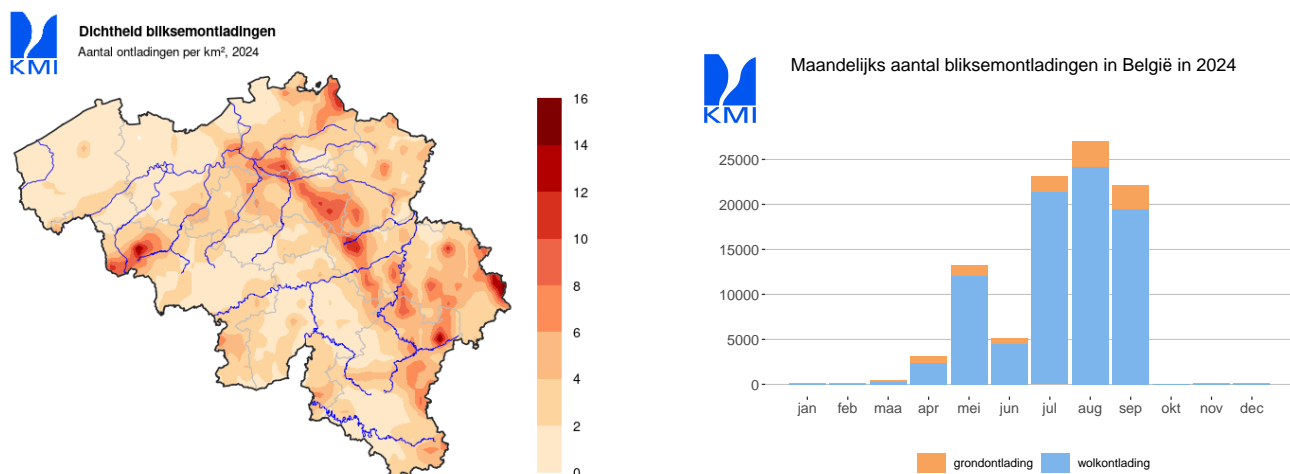 KMI
Dichtheid bliksemontladingen
Aantal ontladingen per km², 2024
16
14
12
10
8
6
4
2
0
KMI
Maandelijks aantal bliksemontladingen in België in 2024
25000
20000
15000
10000
5000
0
jan feb maa apr mei jun jul aug sep okt nov dec
grondontlading wolkontlading